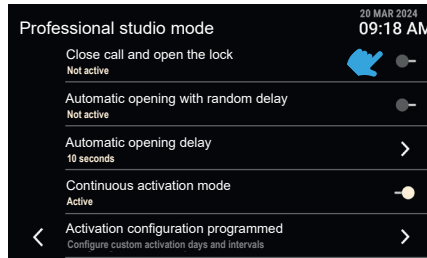 20 MAR 2024
Professional studio mode
09:18 AM
Close call and open the lock
Not active
Automatic opening with random delay
Not active
Automatic opening delay
10 seconds
Continuous activation mode
Active
Activation configuration programmed
Configure custom activation days and intervals